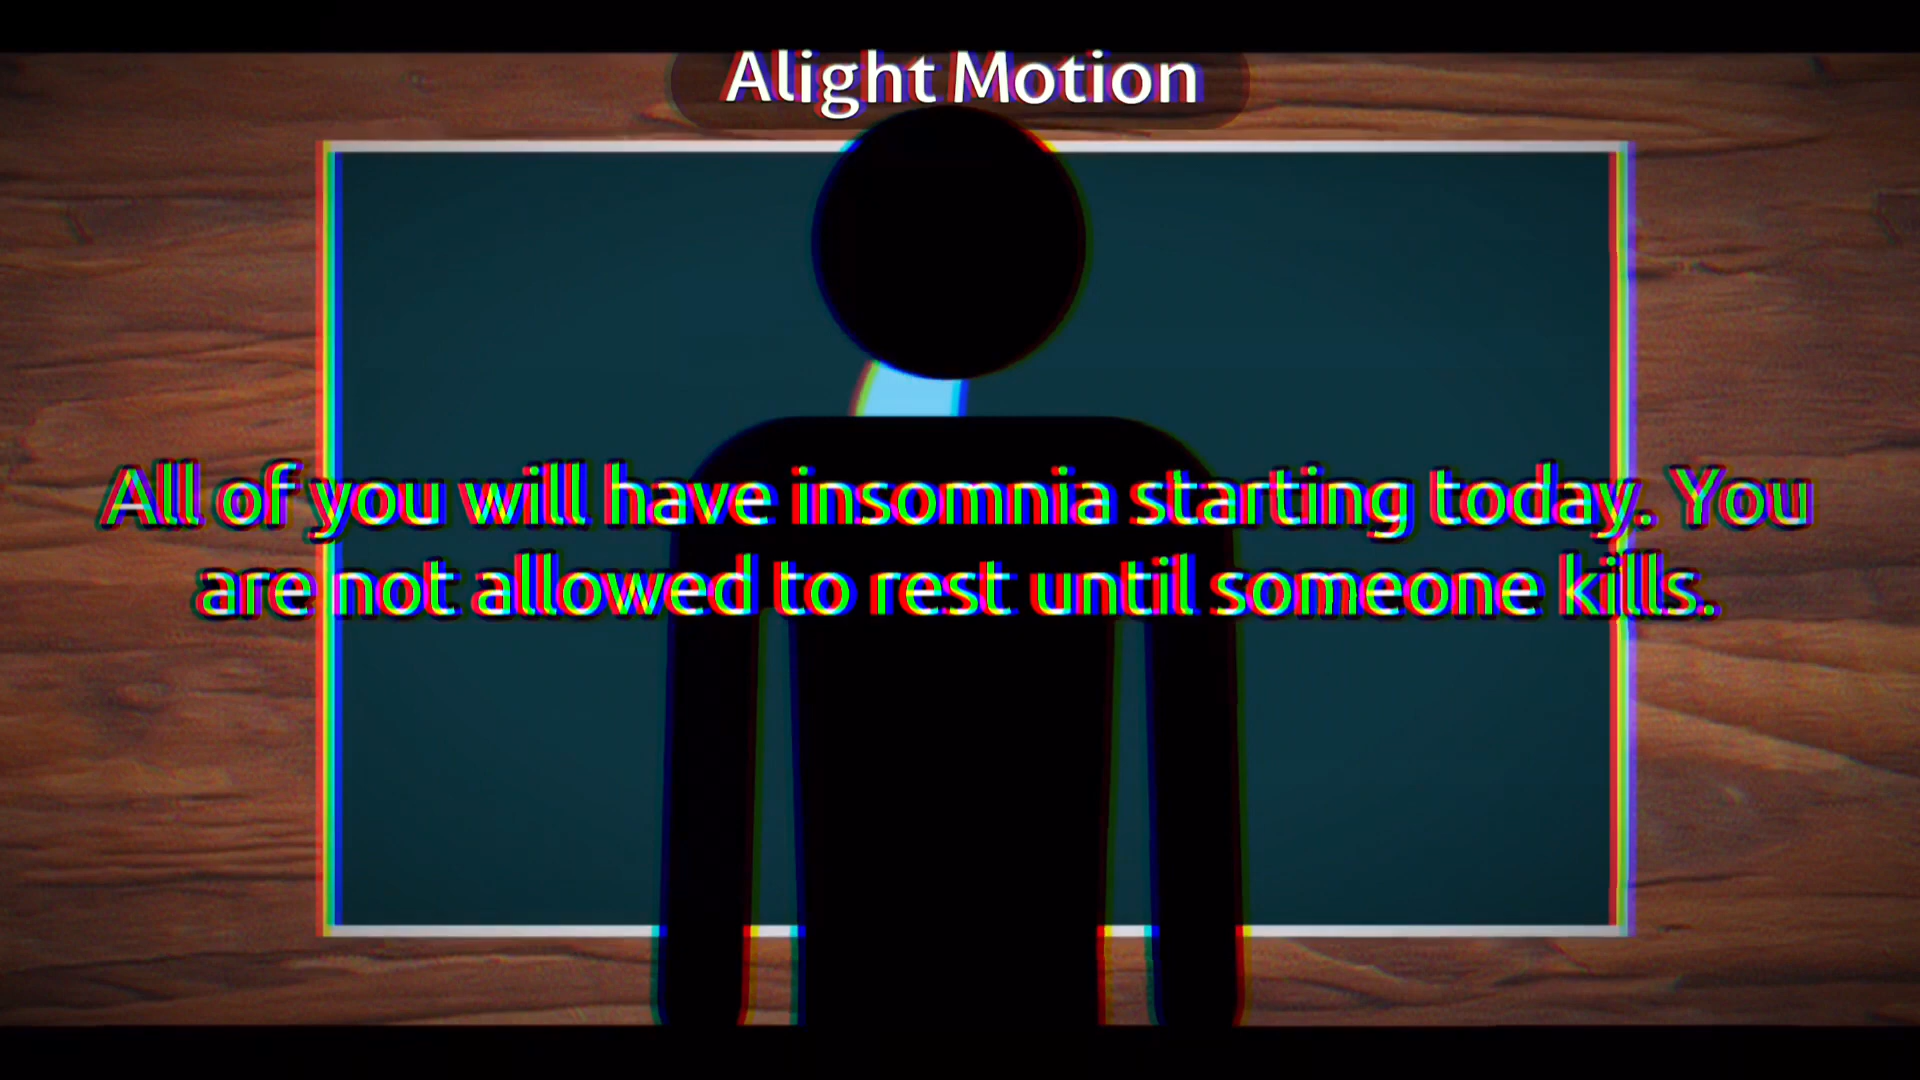 Alight Motion
All of you will have insomnia starting today. You
are not allowed to rest until someone kills.